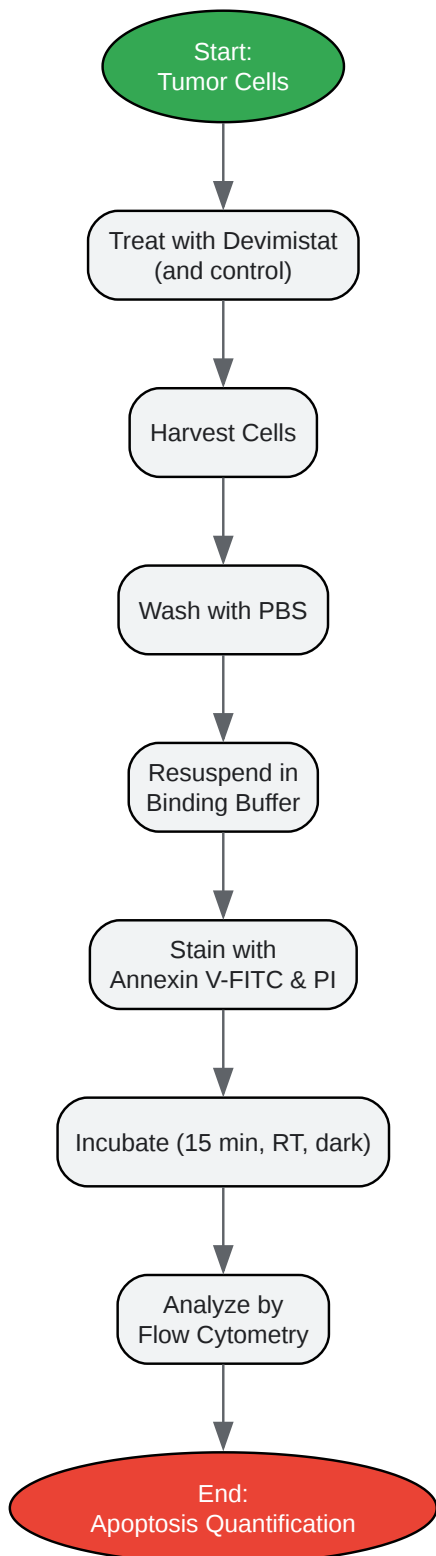 Start:
Tumor Cells
Treat with Devimistat
(and control)
Harvest Cells
Wash with PBS
Resuspend in
Binding Buffer
Stain with
Annexin V-FITC & PI
Incubate (15 min, RT, dark)
Analyze by
Flow Cytometry
End:
Apoptosis Quantification